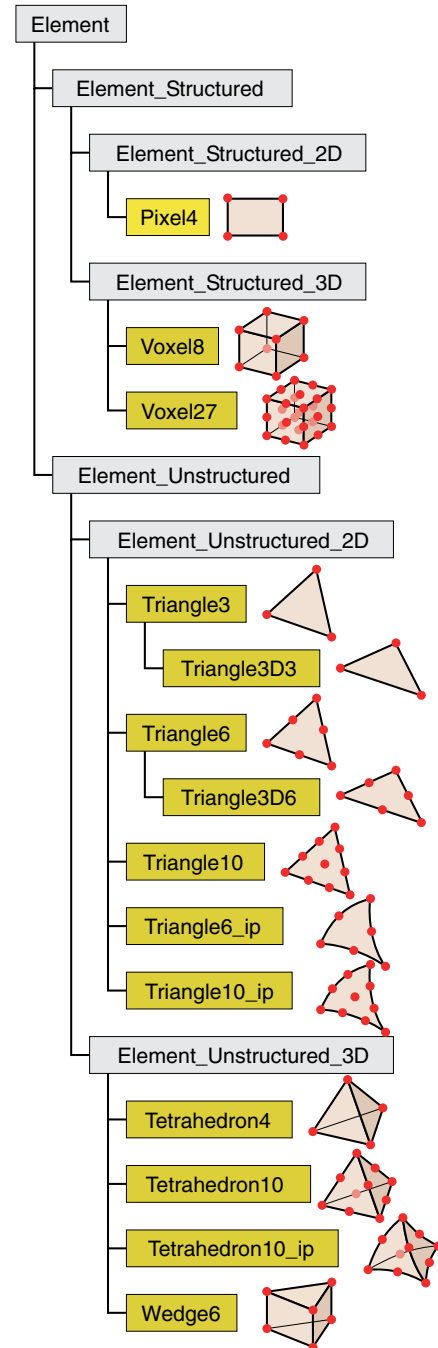 Element
Element_Structured
Element_Structured_2D
Pixel4
Element_Structured_3D
Voxel8
Voxel27
Element_Unstructured
Element_Unstructured_2D
Triangle3
Triangle3D3
Triangle6
Triangle3D6
Triangle10
Triangle6_ip
Triangle10_ip
Element_Unstructured_3D
Tetrahedron4
Tetrahedron10
Tetrahedron10_ip
Wedge6